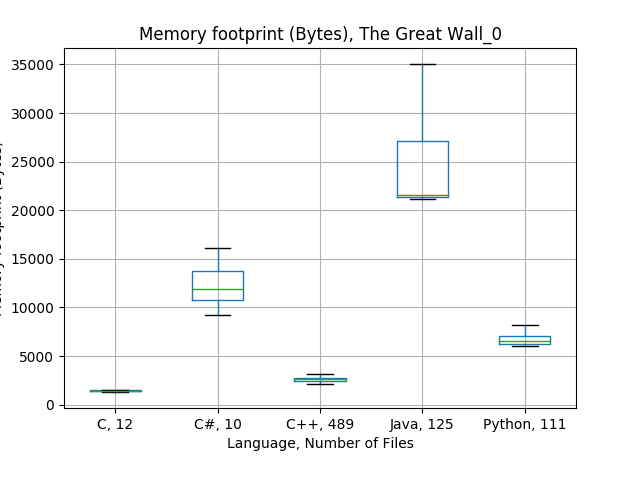 Memory footprint (Bytes), The Great Wall_0
35000
30000
25000
20000
15000
10000
5000
0
C, 12 C#, 10 C++, 489 Java, 125 Python, 111
Language, Number of Files